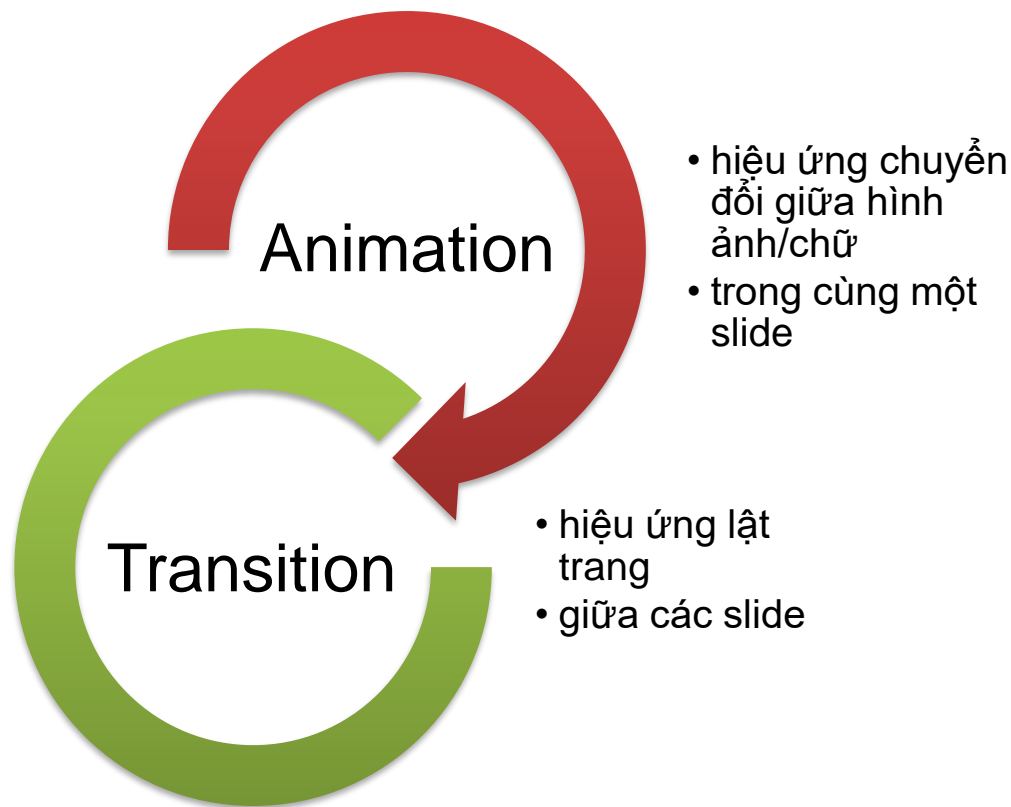 Animation
• hiệu ứng chuyển
đổi giữa hình
ảnh/chữ
• trong cùng một
slide
Transition
• hiệu ứng lật
trang
• giữa các slide